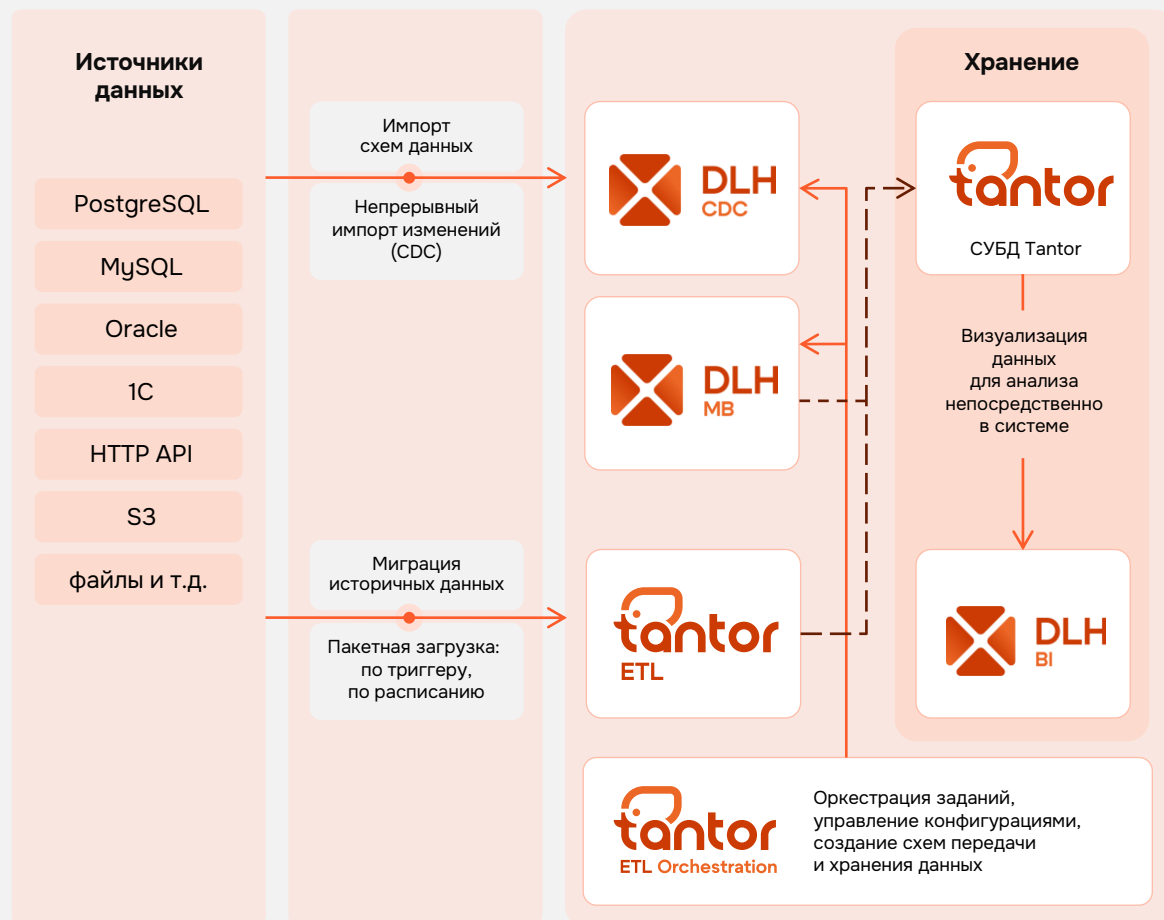 Источники
данных
PostgreSQL
MySQL
Oracle
1С
HTTP API
S3
файлы и т.д.
Импорт
схем данных
Непрерывный
импорт изменений
(CDC)
Миграция
историчных данных
Пакетная загрузка:
по триггеру,
по расписанию
DLH
CDC
DLH
MB
tantor
ETL
Хранение
tantor
СУБД Tantor
Визуализация
данных
для анализа
непосредственно
в системе
DLH
BI
tantor
ETL Orchestration
Оркестрация заданий,
управление конфигурациями,
создание схем передачи
и хранения данных